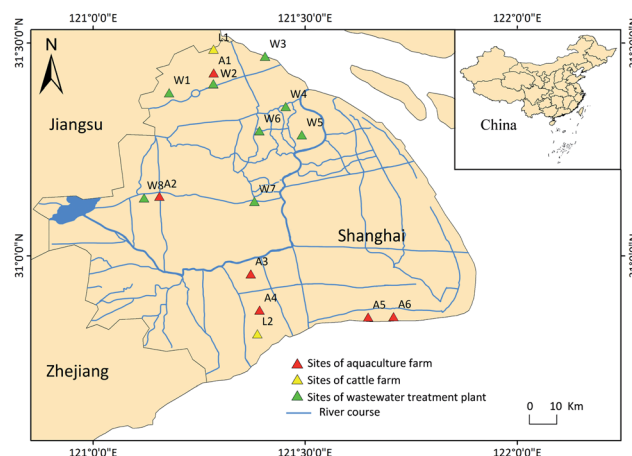 121°0'0"E 121°30'0"E 122°0'0"E
31°30'0"N
31°0'0"N
N
L1
W3
A1
W2
W1
W4
Jiangsu
W6
W5
China
W8
A2
W7
Shanghai
A3
A4
L2
A5
A6
Zhejiang
Sites of aquaculture farm
Sites of cattle farm
Sites of wastewater treatment plant
River course
0 10 Km
121°0'0"E 121°30'0"E 122°0'0"E